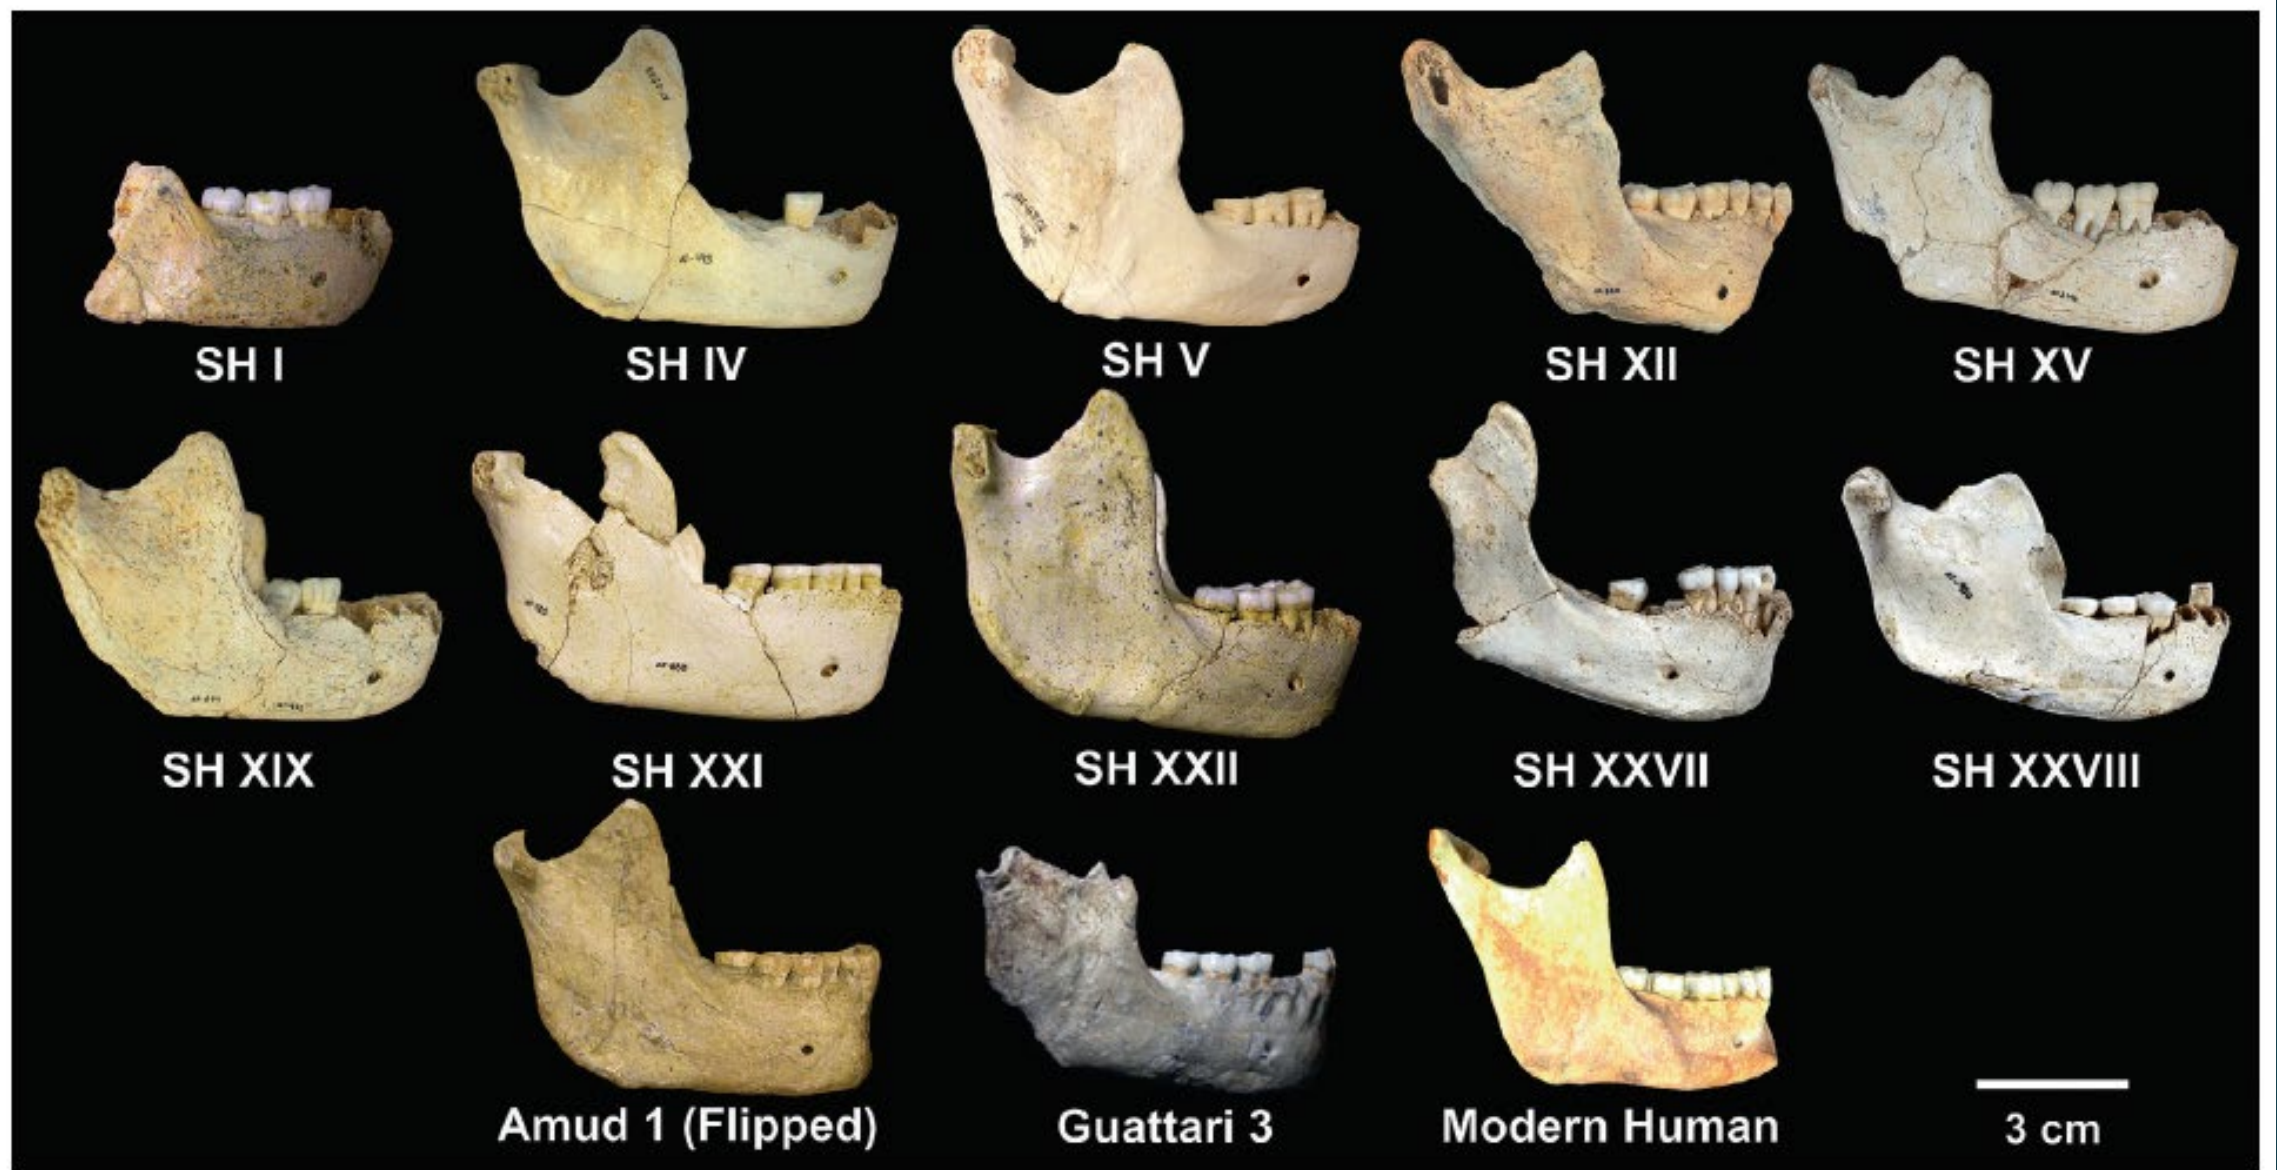 SH I
SH IV
SH V
SH XII
SH XV
SH XIX
SH XXI
SH XXII
SH XXVII
SH XXVIII
Amud 1 (Flipped)
Guattari 3
Modern Human
3 cm